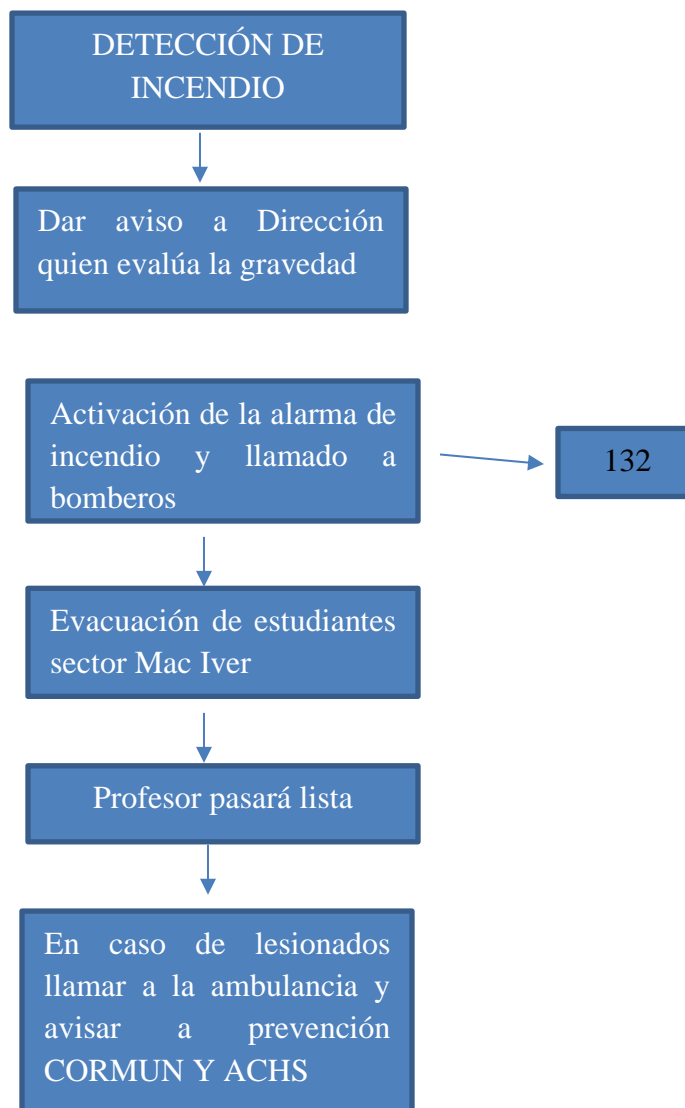 DETECCIÓN DE
INCENDIO
Dar aviso a Dirección
quien evalúa la gravedad
Activación de la alarma de
incendio y llamado a
bomberos
132
Evacuación de estudiantes
sector Mac Iver
Profesor pasará lista
En caso de lesionados
llamar a la ambulancia y
avisar a prevención
CORMUN Y ACHS